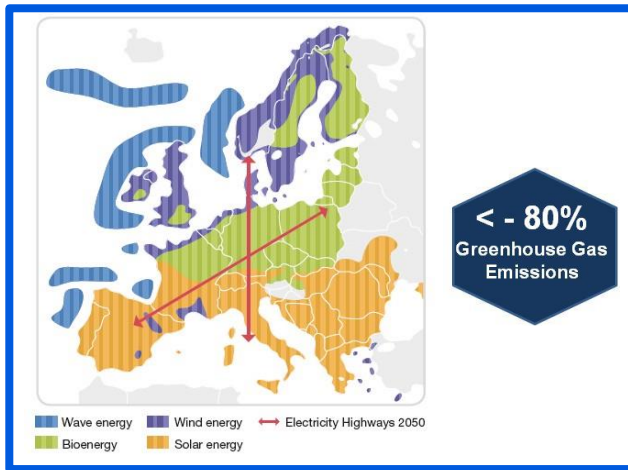 < - 80%
Greenhouse Gas
Emissions
Wave energy
Wind energy
Electricity Highways 2050
Bioenergy
Solar energy